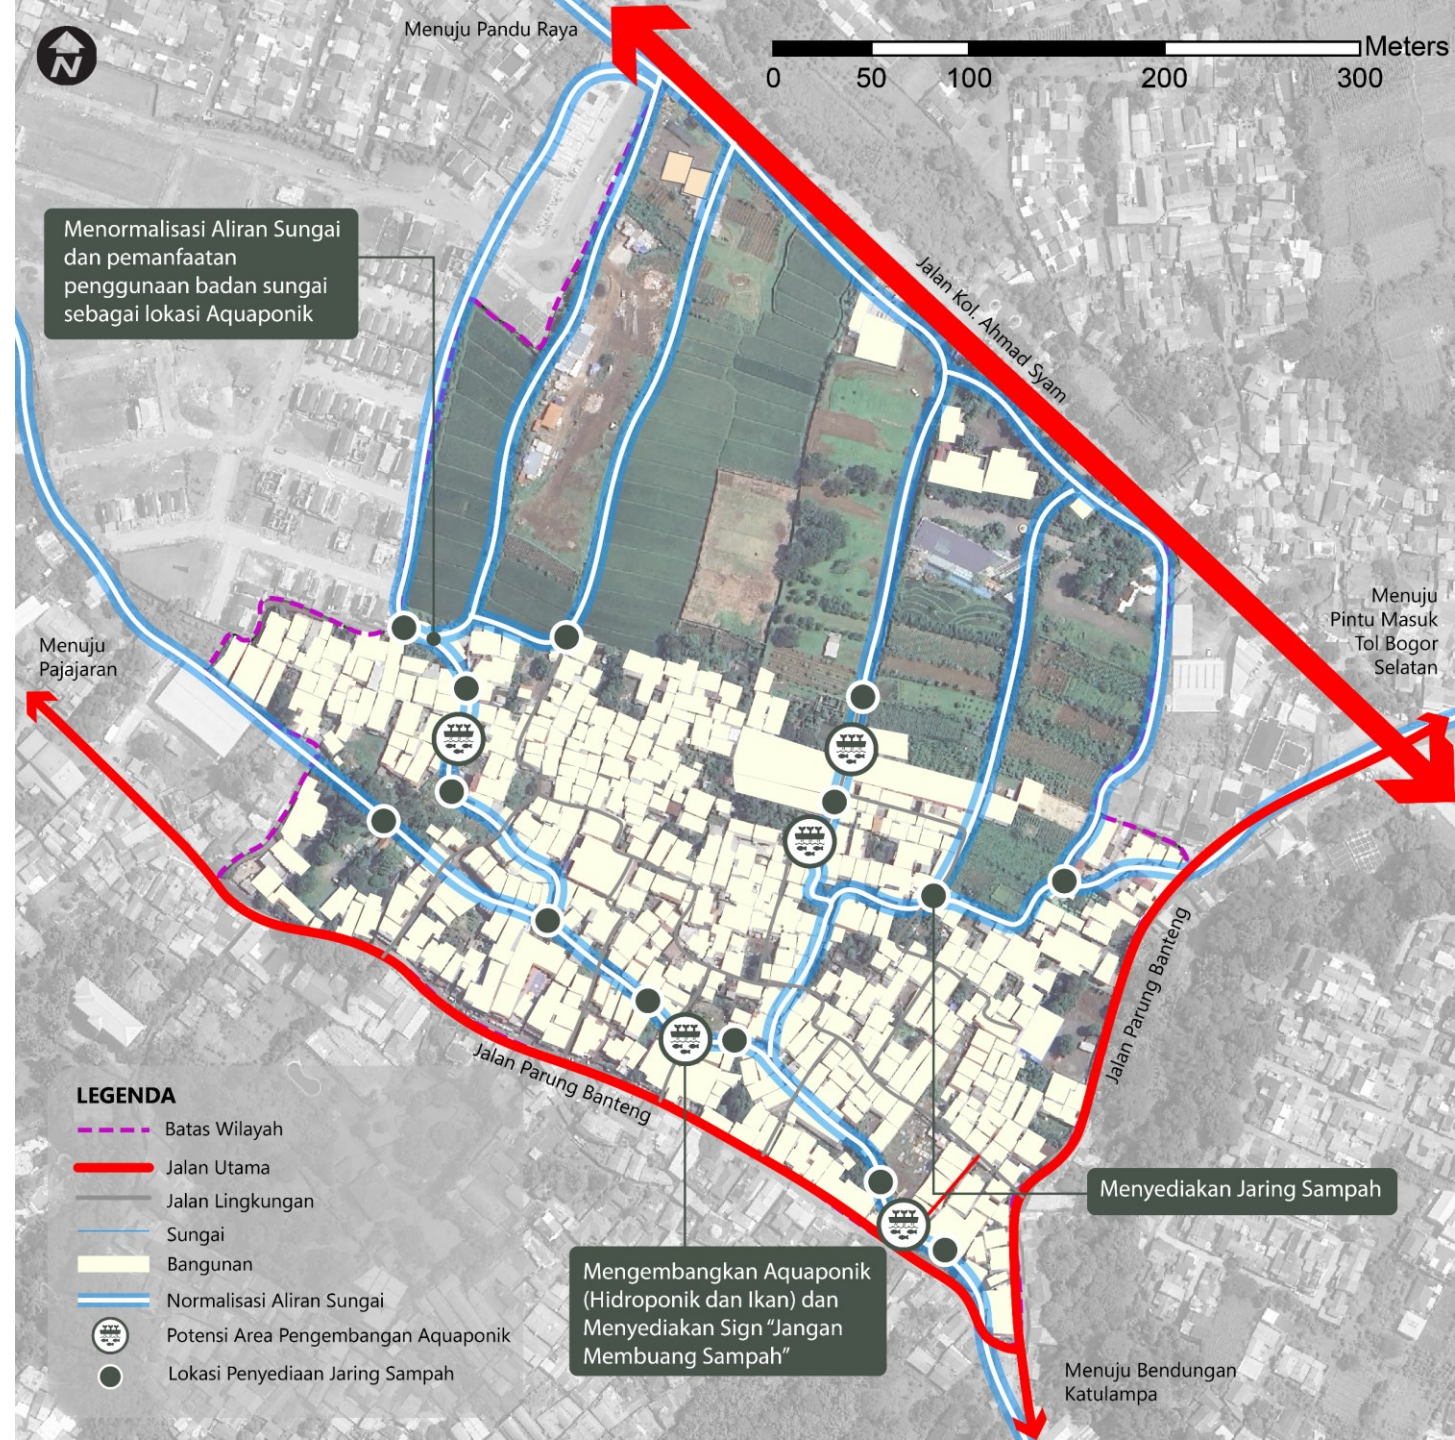 N
Menuju Pandu Raya
Meters
0 50 100 200 300
Menormalisasi Aliran Sungai
dan pemanfaatan
penggunaan badan sungai
sebagai lokasi Aquaponik
Jalan Kol. Ahmad Syam
Menuju
Pintu Masuk
Tol Bogor
Selatan
Menuju
Pajajaran
Jalan Parung Banteng
Jalan Parung Banteng
LEGENDA
Batas Wilayah
Jalan Utama
Jalan Lingkungan
Sungai
Bangunan
Normalisasi Aliran Sungai
Potensi Area Pengembangan Aquaponik
Lokasi Penyediaan Jaring Sampah
Menyediakan Jaring Sampah
Mengembangkan Aquaponik
(Hidroponik dan Ikan) dan
Menyediakan Sign “Jangan
Membuang Sampah”
Menuju Bendungan
Katulampa